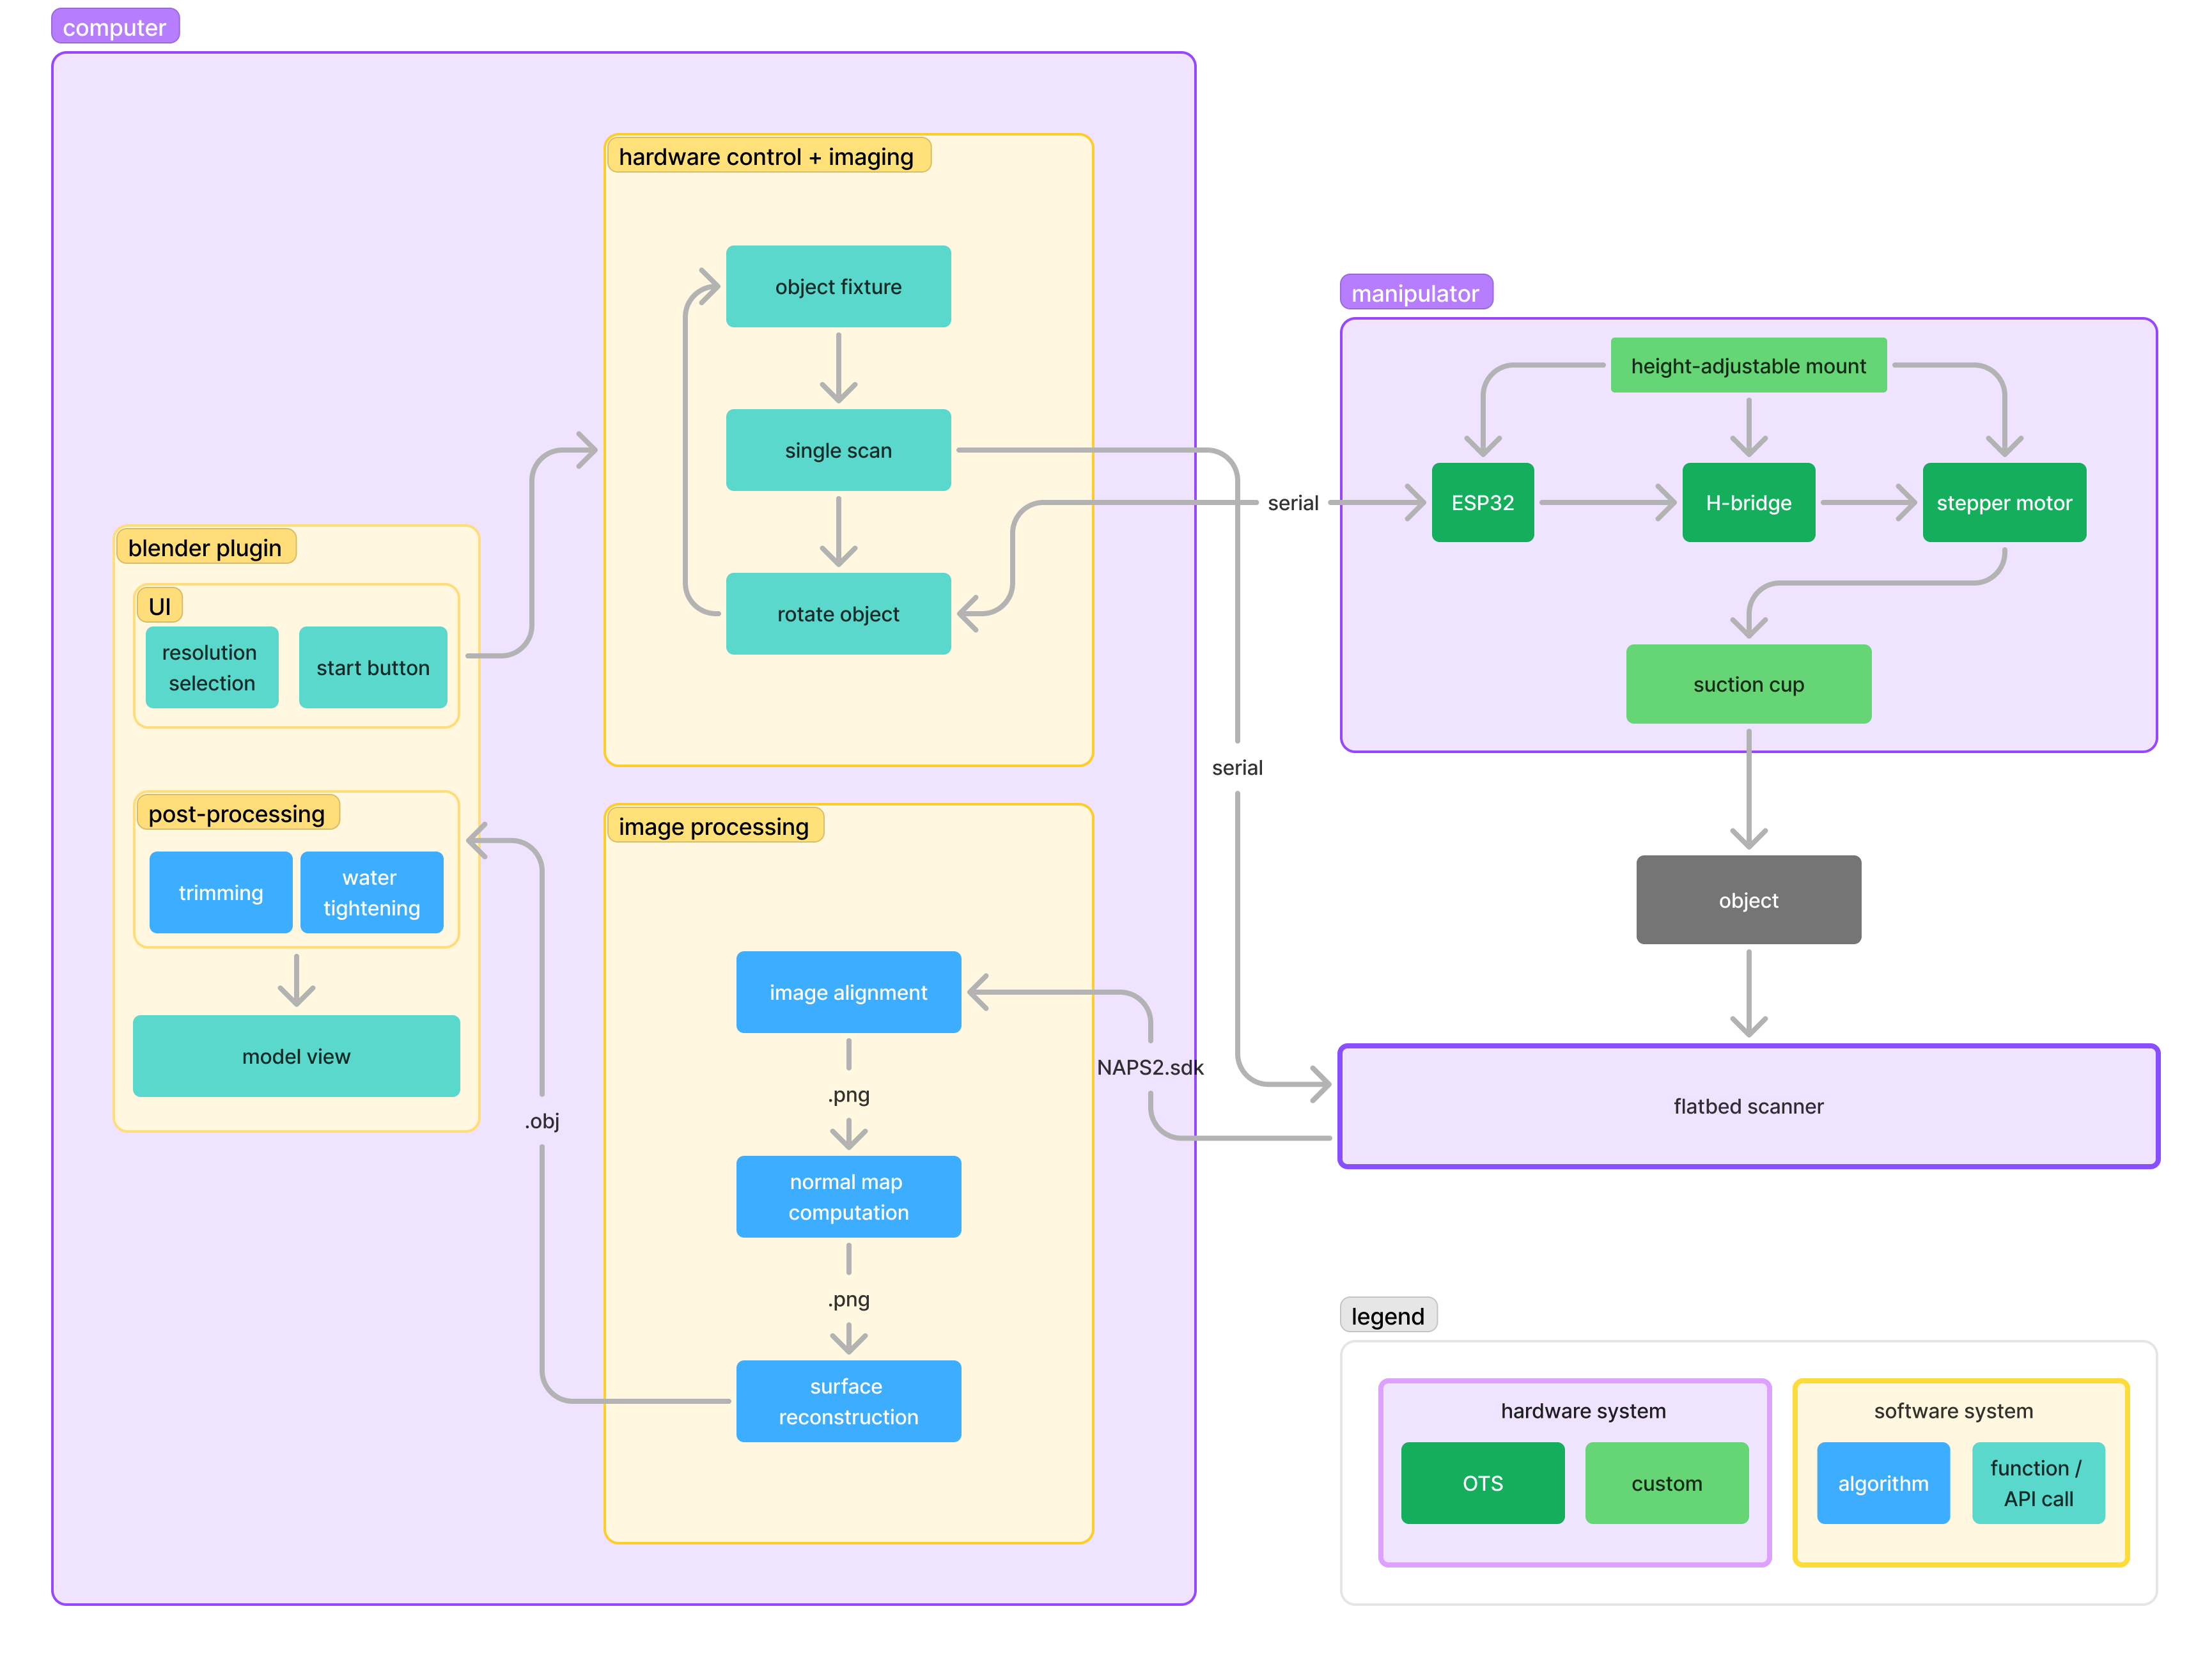 computer
hardware control + imaging
object fixture
single scan
rotate object
blender plugin
UI
resolution
selection
start button
post-processing
trimming
water
tightening
model view
.obj
image processing
image alignment
.png
normal map
computation
.png
surface
reconstruction
serial
serial
NAPS2.sdk
manipulator
height-adjustable mount
ESP32
H-bridge
stepper motor
suction cup
object
flatbed scanner
legend
hardware system
OTS
custom
software system
algorithm
function /
API call